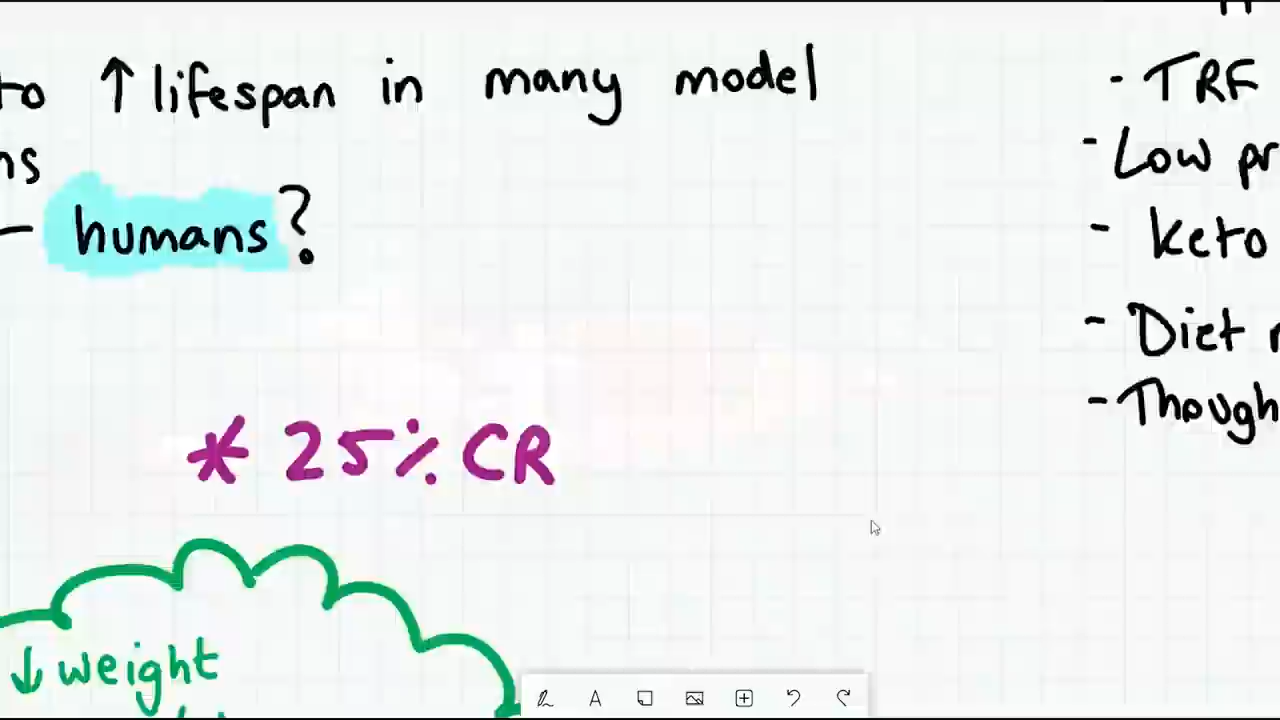 to ↑ lifespan in many model
ns
- humans?
* 25% CR
↓ weight
- TRF
- Low pr
- Keto
- Diet r
- Though